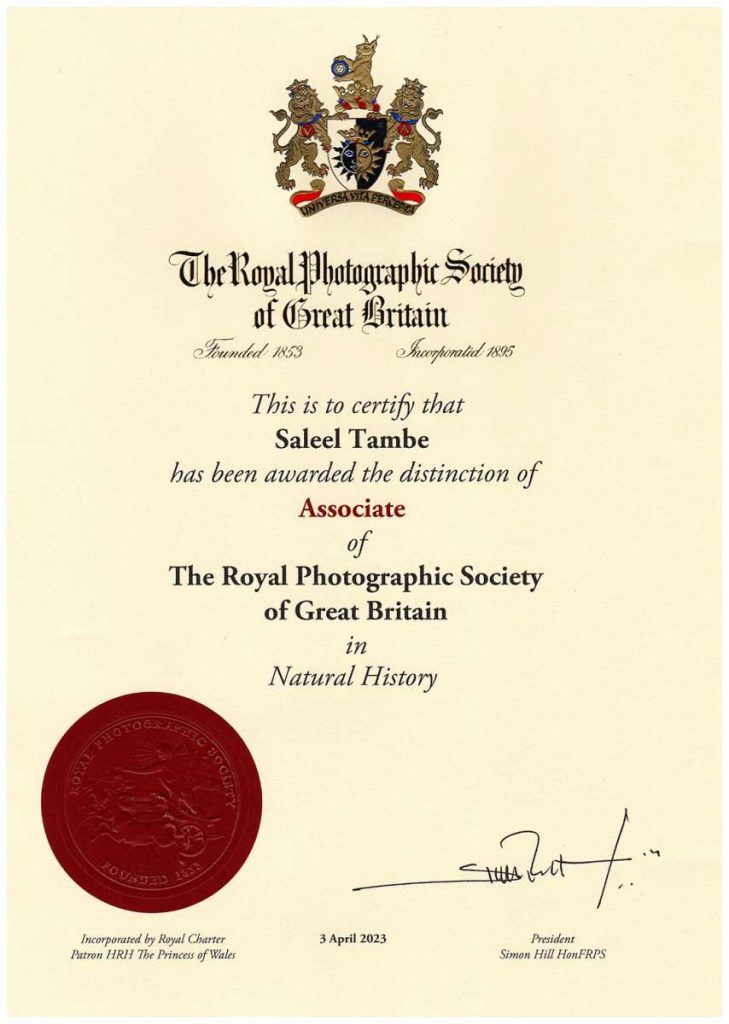 UNIVERSA VITA PERCEPTA
The Royal Photographic Society
of Great Britain
Founded 1853
Incorporated 1895
This is to certify that
Saleel Tambe
has been awarded the distinction of
Associate
of
The Royal Photographic Society
of Great Britain
in
Natural History
ROYAL PHOTOGRAPHIC SOCIETY
FOUNDED 1853
Incorporated by Royal Charter
Patron HRH The Princess of Wales
3 April 2023
President
Simon Hill HonFRPS